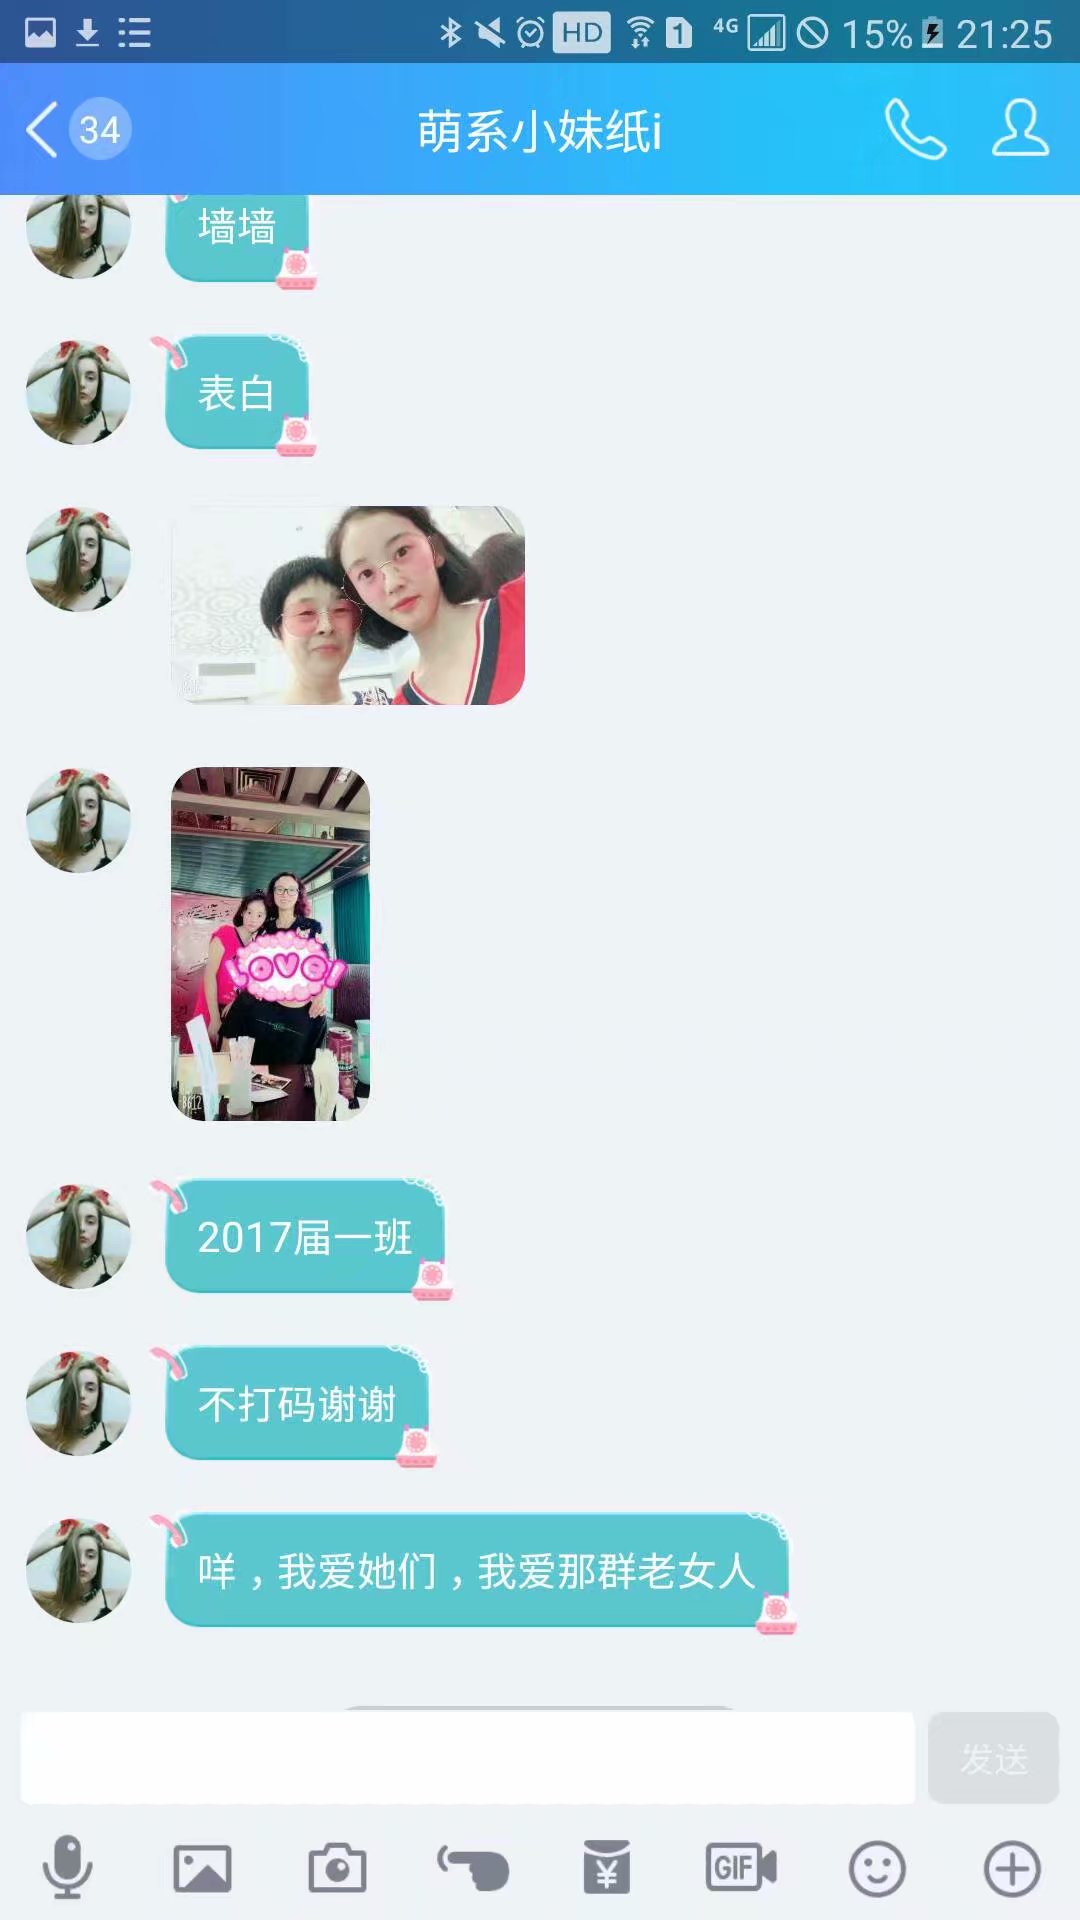 HD 1 4G 15% 21:25
34 萌系小妹纸i
墙墙
表白
LOVE!
B612
2017届一班
不打码谢谢
咩，我爱她们，我爱那群老女人
发送
¥ GIF